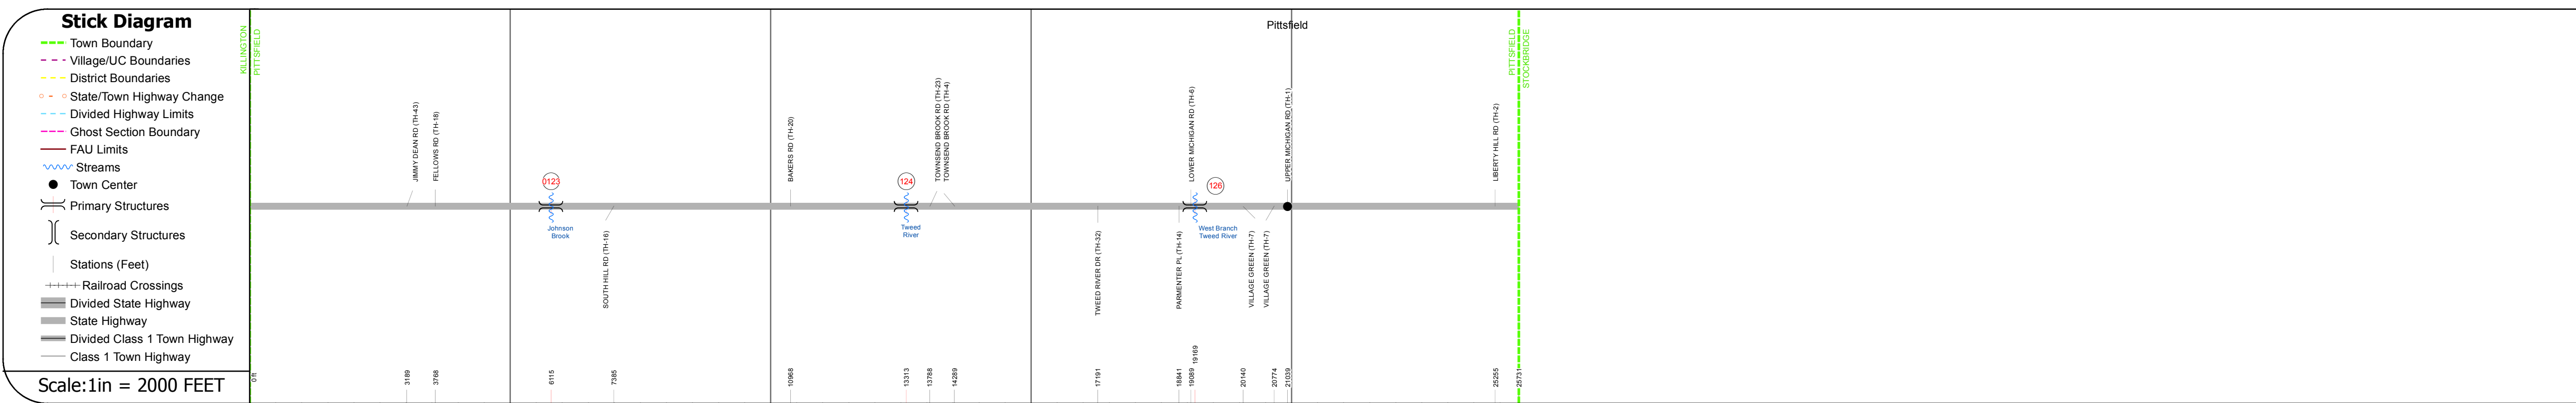 Stick Diagram
Town Boundary
Village/UC Boundaries
District Boundaries
State/Town Highway Change
Divided Highway Limits
Ghost Section Boundary
FAU Limits
Streams
Town Center
Primary Structures
Secondary Structures
Stations (Feet)
Railroad Crossings
Divided State Highway
State Highway
Divided Class 1 Town Highway
Class 1 Town Highway
Scale:1in = 2000 FEET
KILLINGTON
PITTSFIELD
Pittsfield
PITTSFIELD
STOCKBRIDGE
JIMMY DEAN RD (TH-43)
FELLOWS RD (TH-18)
0123
Johnson
Brook
SOUTH HILL RD (TH-16)
BAKERS RD (TH-20)
124
Tweed
River
TOWNSEND BROOK RD (TH-23)
TOWNSEND BROOK RD (TH-4)
TWEED RIVER DR (TH-32)
PARMENTER PL (TH-14)
LOWER MICHIGAN RD (TH-6)
126
West Branch
Tweed River
VILLAGE GREEN (TH-7)
VILLAGE GREEN (TH-7)
UPPER MICHIGAN RD (TH-1)
LIBERTY HILL RD (TH-2)
0 ft
3189
3768
6115
7385
10968
13313
13788
14289
17191
18841
19089
19169
20140
20774
21039
25255
25731